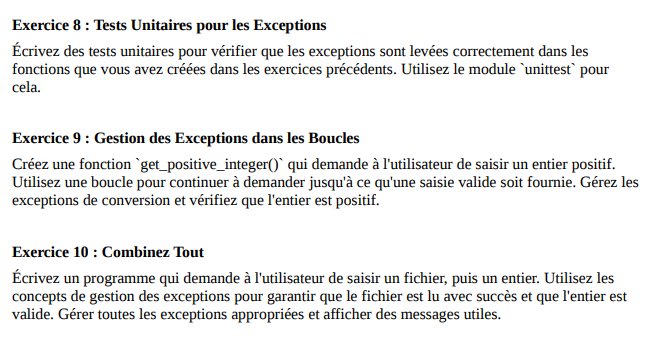 Exercice 8 : Tests Unitaires pour les Exceptions
Écrivez des tests unitaires pour vérifier que les exceptions sont levées correctement dans les
fonctions que vous avez créées dans les exercices précédents. Utilisez le module `unittest` pour
cela.
Exercice 9 : Gestion des Exceptions dans les Boucles
Créez une fonction `get_positive_integer()` qui demande à l'utilisateur de saisir un entier positif.
Utilisez une boucle pour continuer à demander jusqu'à ce qu'une saisie valide soit fournie. Gérez les
exceptions de conversion et vérifiez que l'entier est positif.
Exercice 10 : Combinez Tout
Écrivez un programme qui demande à l'utilisateur de saisir un fichier, puis un entier. Utilisez les
concepts de gestion des exceptions pour garantir que le fichier est lu avec succès et que l'entier est
valide. Gérer toutes les exceptions appropriées et afficher des messages utiles.